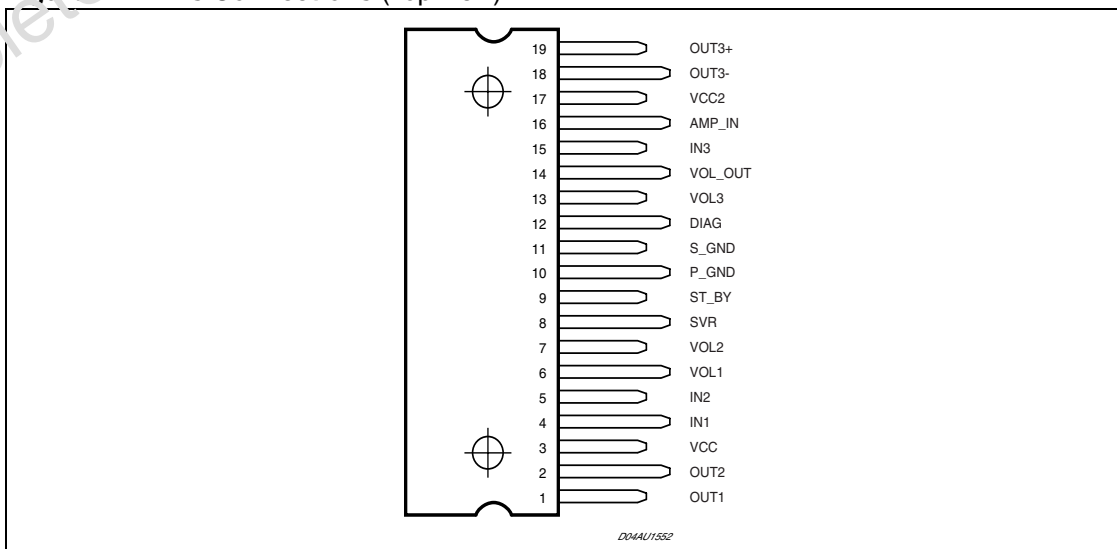 19 OUT3+
18 OUT3-
17 VCC2
16 AMP_IN
15 IN3
14 VOL_OUT
13 VOL3
12 DIAG
11 S_GND
10 P_GND
9 ST_BY
8 SVR
7 VOL2
6 VOL1
5 IN2
4 IN1
3 VCC
2 OUT2
1 OUT1
D04AU1552